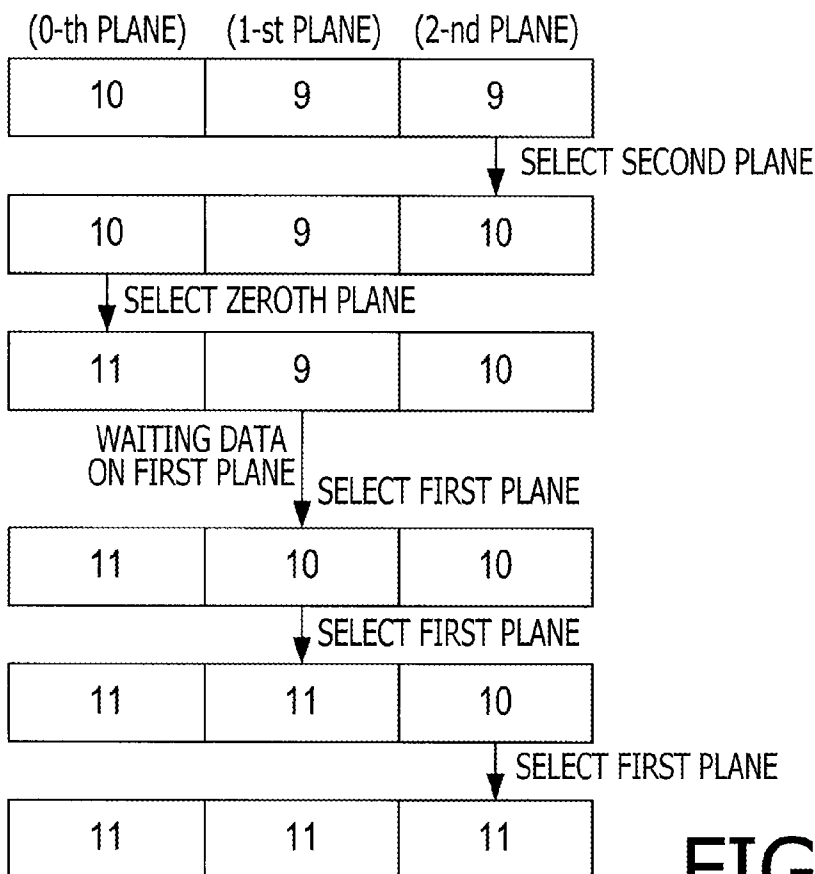 (0-th PLANE) (1-st PLANE) (2-nd PLANE)
10 9 9
SELECT SECOND PLANE
10 9 10
SELECT ZEROTH PLANE
11 9 10
WAITING DATA
ON FIRST PLANE
SELECT FIRST PLANE
11 10 10
SELECT FIRST PLANE
11 11 10
SELECT FIRST PLANE
11 11 11
FIG